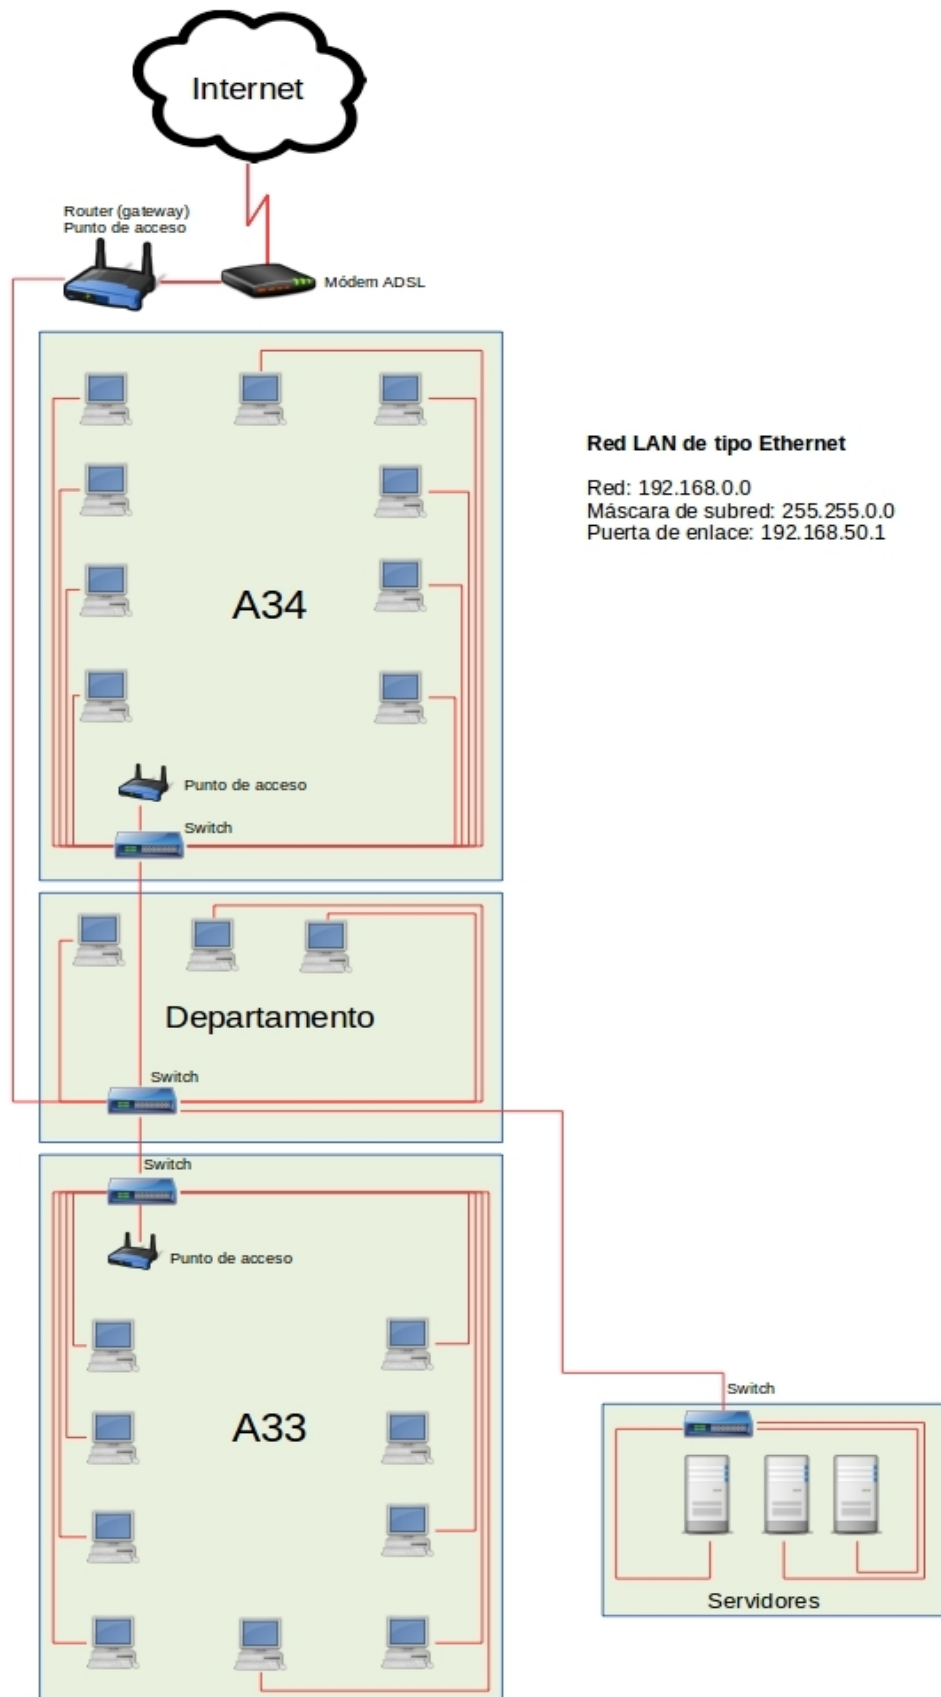 Internet
Router (gateway)
Punto de acceso
Módem ADSL
Red LAN de tipo Ethernet
Red: 192.168.0.0
Máscara de subred: 255.255.0.0
Puerta de enlace: 192.168.50.1
A34
Punto de acceso
Switch
Departamento
Switch
Switch
Punto de acceso
A33
Switch
Servidores